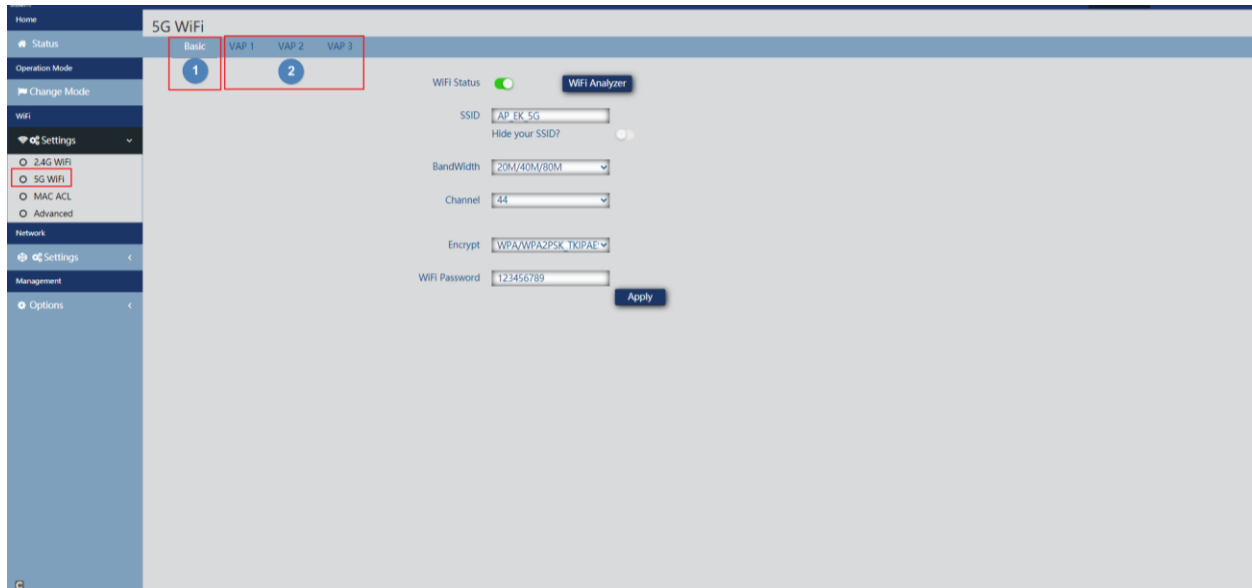 Home
5G WiFi
Status
Basic VAP 1 VAP 2 VAP 3
Operation Mode
1 2
Change Mode
WiFi Status WiFi Analyzer
WiFi
SSID AP_EK_5G
Hide your SSID?
Settings
2.4G WiFi
BandWidth 20M/40M/80M
5G WiFi
MAC ACL
Channel 44
Advanced
Network
Encrypt WPA/WPA2PSK_TKIPAES
Settings
Management
WiFi Password 123456789
Apply
Options